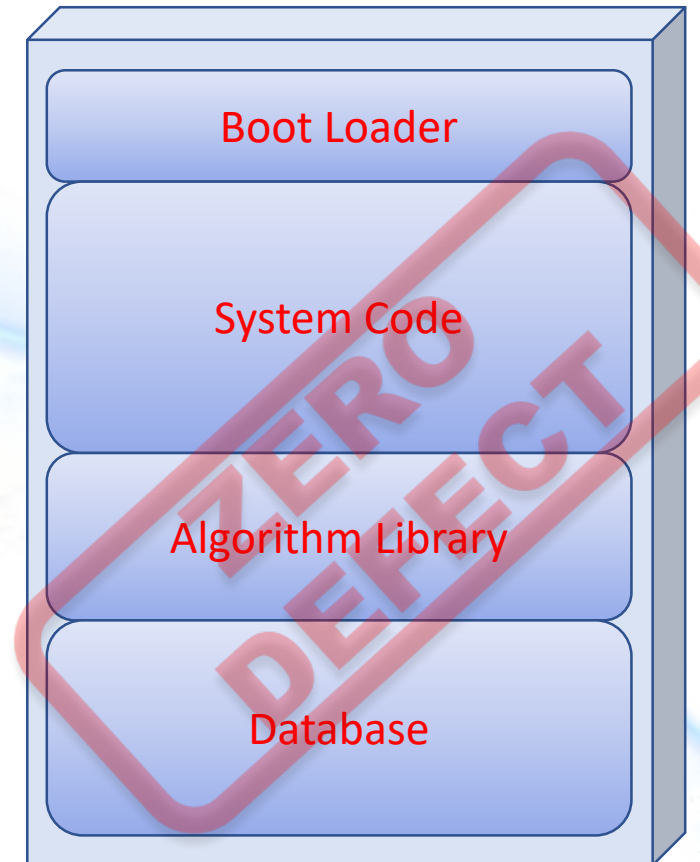 Boot Loader
System Code
Algorithm Library
Database
ZERO
DEFECT